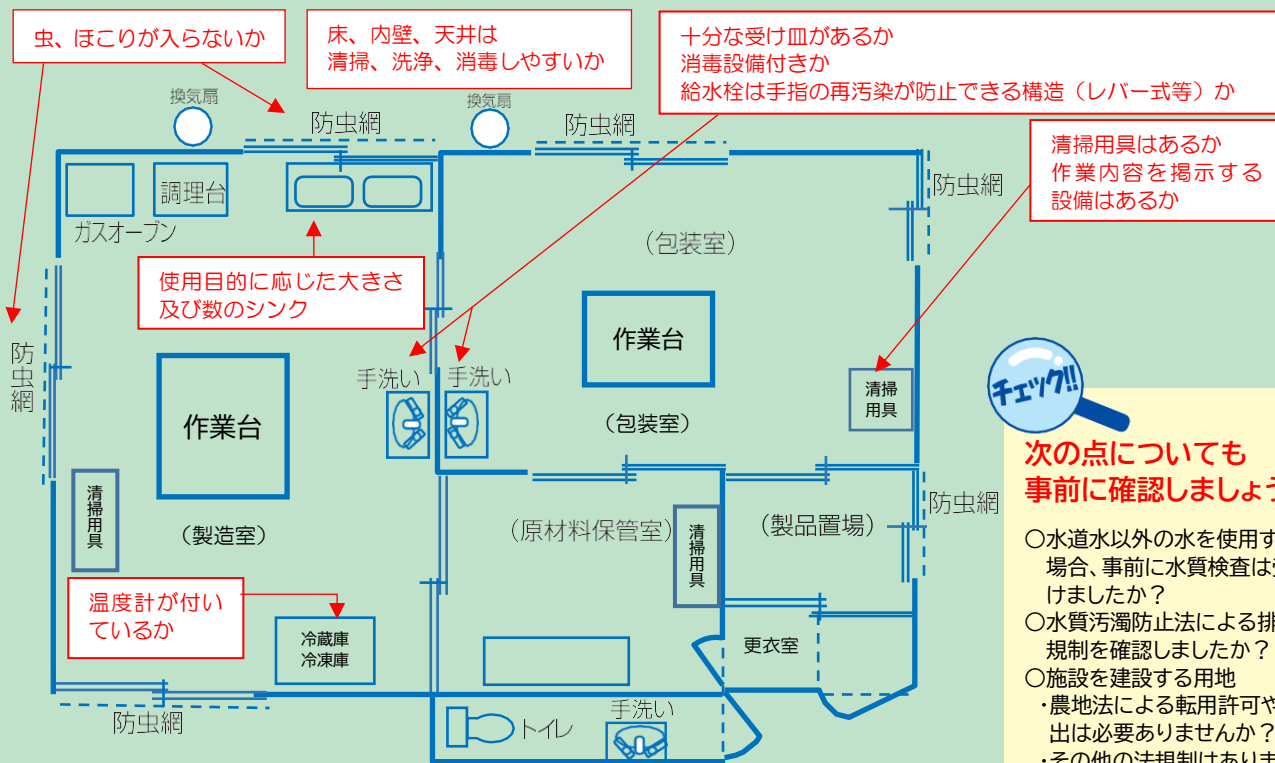 虫、ほこりが入らないか
床、内壁、天井は
清掃、洗浄、消毒しやすいか
十分な受け皿があるか
消毒設備付きか
給水栓は手指の再汚染が防止できる構造（レバー式等）か
清掃用具はあるか
作業内容を掲示する
設備はあるか
換気扇
防虫網
換気扇
防虫網
防虫網
ガスオーブン
調理台
使用目的に応じた大きさ
及び数のシンク
（包装室）
作業台
（包装室）
清掃
用具
防虫網
手洗い
手洗い
作業台
清掃用具
（製造室）
温度計が付い
ているか
冷蔵庫
冷凍庫
防虫網
（原材料保管室）
清掃用具
（製品置場）
防虫網
更衣室
トイレ
手洗い
チェック!!
次の点についても
事前に確認しましょ
○水道水以外の水を使用す
場合、事前に水質検査は
けましたか？
○水質汚濁防止法による排
規制を確認しましたか？
○施設を建設する用地
・農地法による転用許可や
出は必要ありませんか？
・その他の法規制はありま